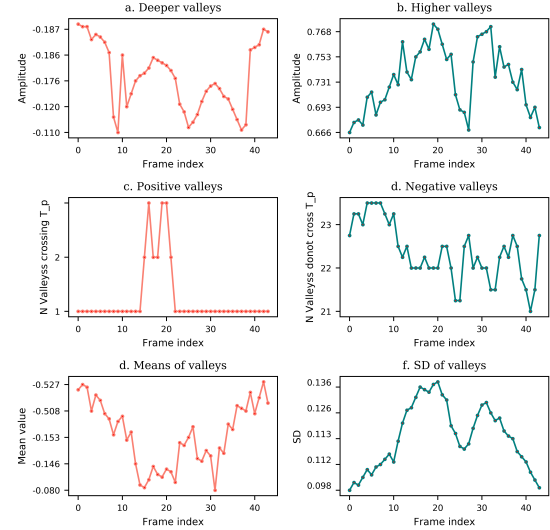 a. Deeper valleys
b. Higher valleys
-0.187
-0.186
-0.176
-0.120
-0.110
Amplitude
0 10 20 30 40
Frame index
0.768
0.753
0.731
0.693
0.666
Amplitude
0 10 20 30 40
Frame index
c. Positive valleys
d. Negative valleys
2
1
N Valleyss crossing T_p
0 10 20 30 40
Frame index
23
22
21
N Valleyss donot cross T_p
0 10 20 30 40
Frame index
d. Means of valleys
f. SD of valleys
-0.527
-0.508
-0.153
-0.146
-0.080
Mean value
0 10 20 30 40
Frame index
0.136
0.126
0.113
0.112
0.098
SD
0 10 20 30 40
Frame index